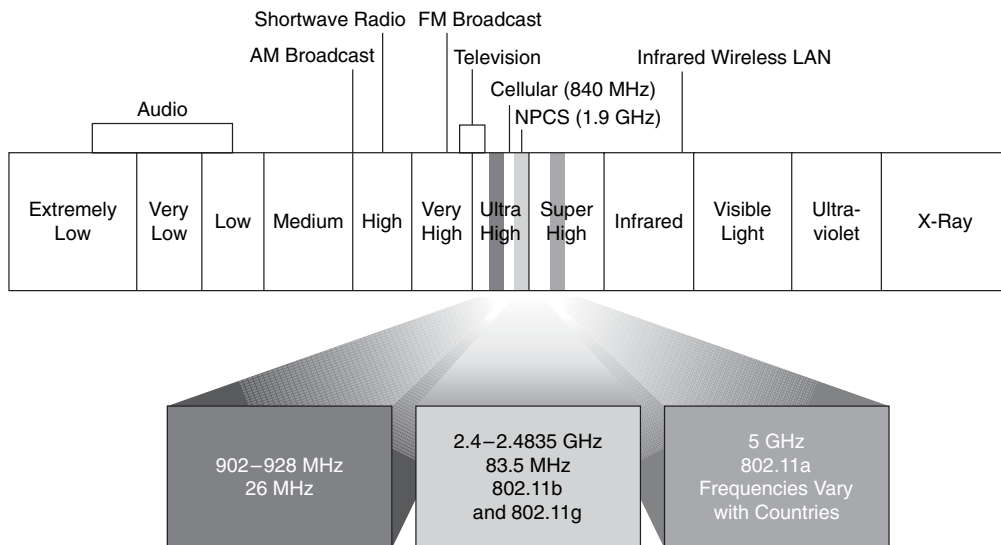 Shortwave Radio
FM Broadcast
AM Broadcast
Television
Infrared Wireless LAN
Cellular (840 MHz)
Audio
NPCS (1.9 GHz)
Extremely
Low
Very
Low
Low
Medium
High
Very
High
Ultra
High
Super
High
Infrared
Visible
Light
Ultra-
violet
X-Ray
902–928 MHz
26 MHz
2.4–2.4835 GHz
83.5 MHz
802.11b
and 802.11g
5 GHz
802.11a
Frequencies Vary
with Countries